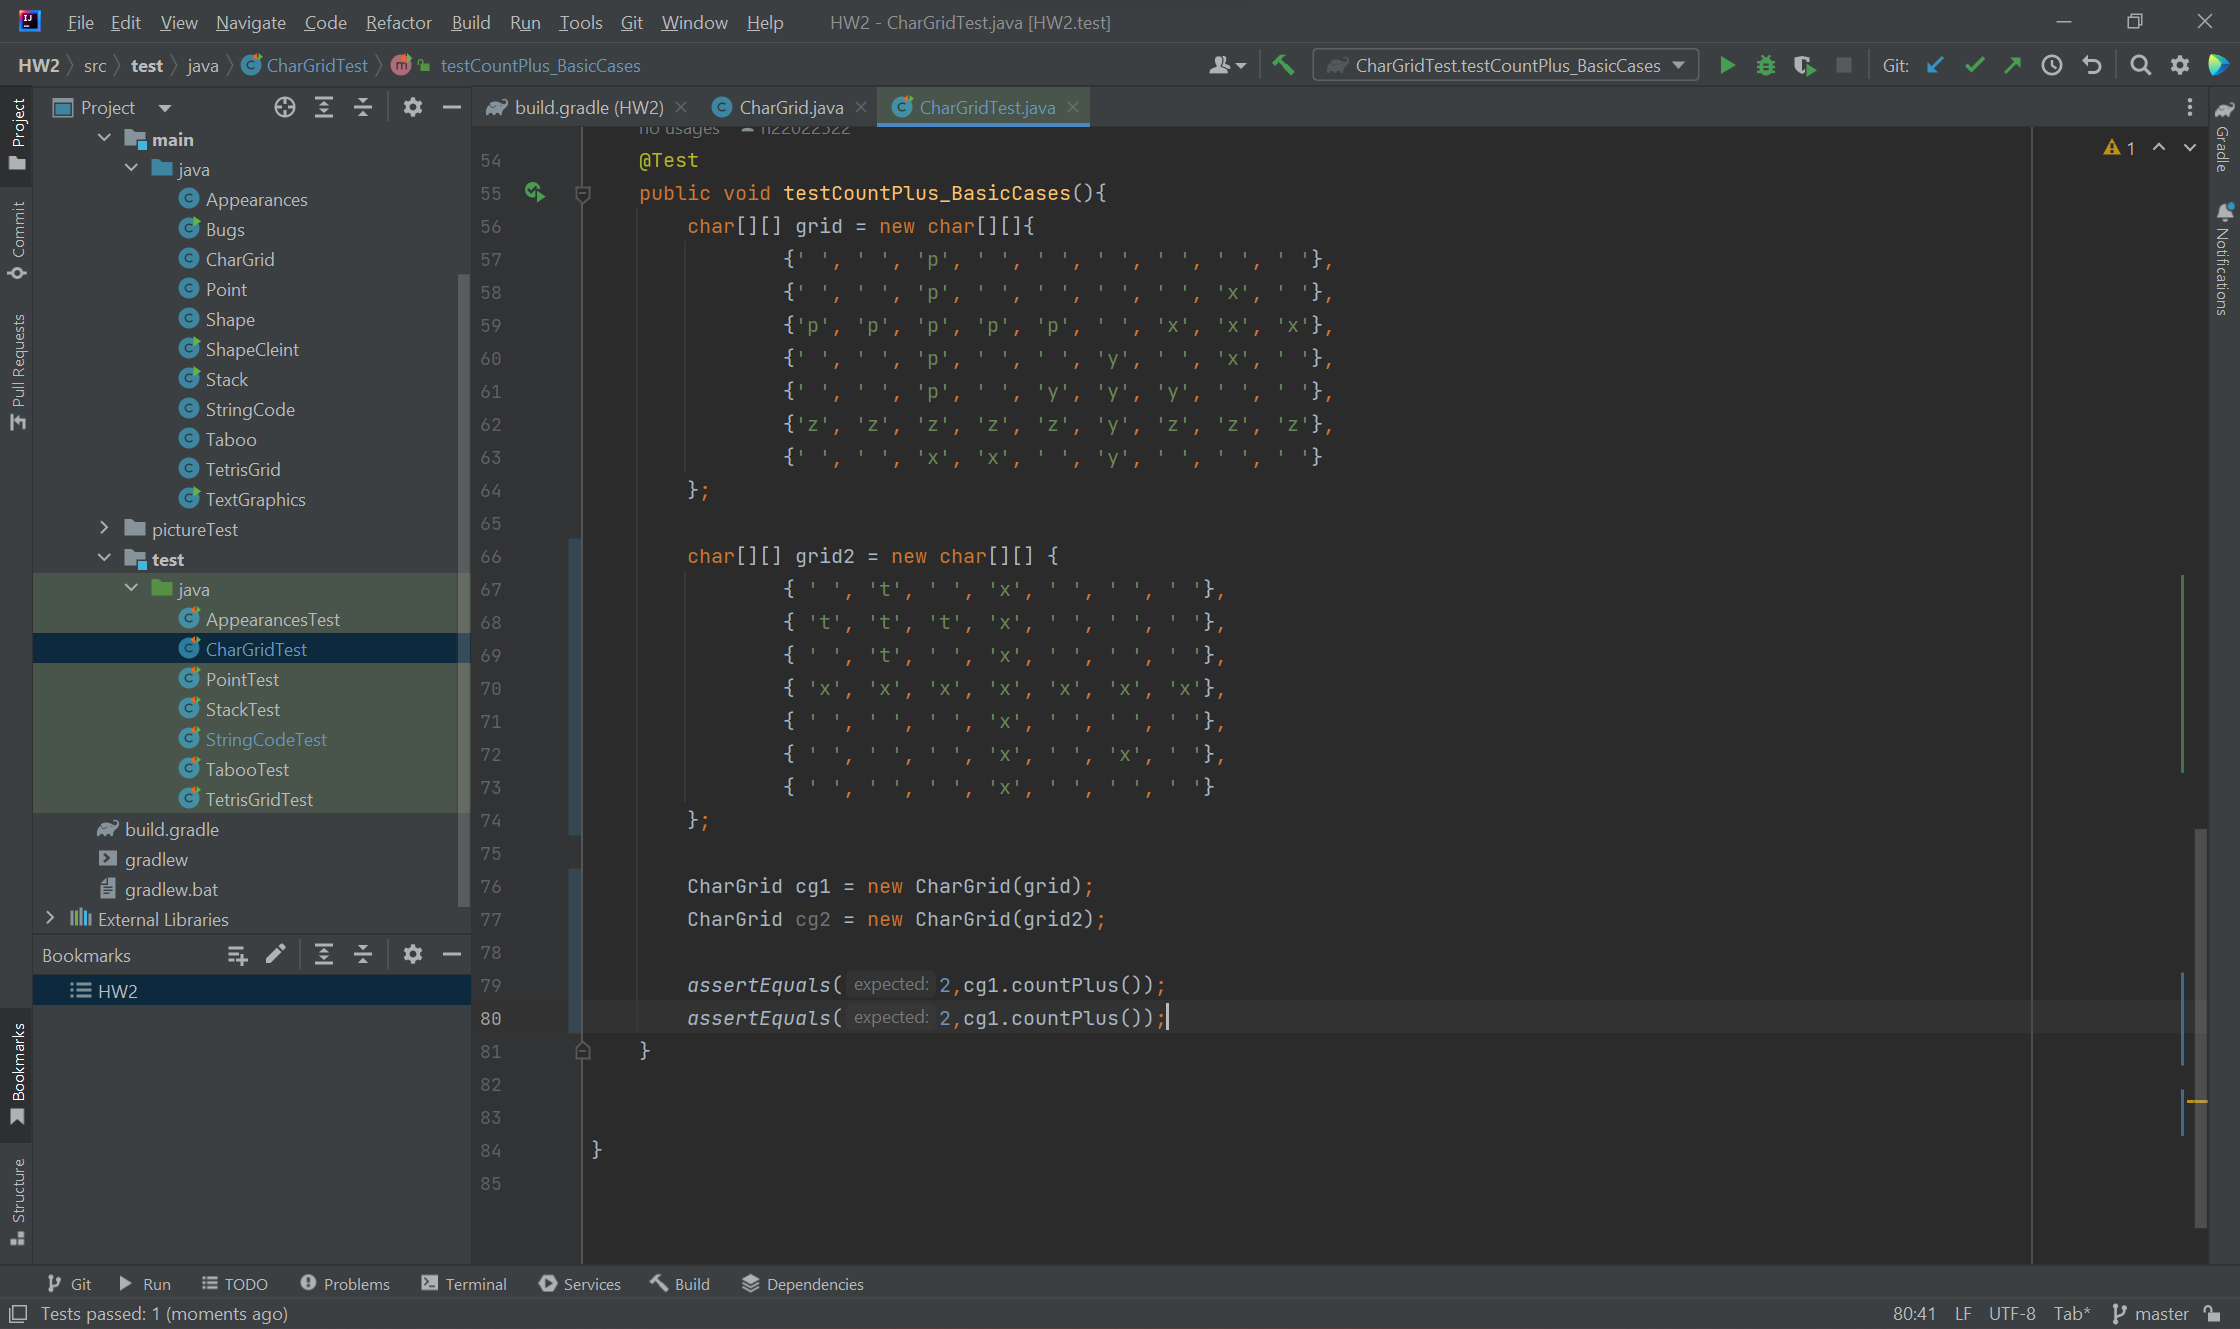 File Edit View Navigate Code Refactor Build Run Tools Git Window Help HW2 - CharGridTest.java [HW2.test]
HW2 src test java CharGridTest testCountPlus_BasicCases CharGridTest.testCountPlus_BasicCases Git:
Project build.gradle (HW2) CharGrid.java CharGridTest.java
Project
Commit
Pull Requests
Bookmarks
Structure
main
java
Appearances
Bugs
CharGrid
Point
Shape
ShapeCleint
Stack
StringCode
Taboo
TetrisGrid
TextGraphics
pictureTest
test
java
AppearancesTest
CharGridTest
PointTest
StackTest
StringCodeTest
TabooTest
TetrisGridTest
build.gradle
gradlew
gradlew.bat
External Libraries
Bookmarks
HW2
no usages n22022522
54 @Test
55 public void testCountPlus_BasicCases(){
56 char[][] grid = new char[][]{
57 {' ', ' ', 'p', ' ', ' ', ' ', ' ', ' ', ' '},
58 {' ', ' ', 'p', ' ', ' ', ' ', ' ', 'x', ' '},
59 {'p', 'p', 'p', 'p', 'p', ' ', 'x', 'x', 'x'},
60 {' ', ' ', 'p', ' ', ' ', 'y', ' ', 'x', ' '},
61 {' ', ' ', 'p', ' ', 'y', 'y', 'y', ' ', ' '},
62 {'z', 'z', 'z', 'z', 'z', 'y', 'z', 'z', 'z'},
63 {' ', ' ', 'x', 'x', ' ', 'y', ' ', ' ', ' '}
64 };
65
66 char[][] grid2 = new char[][] {
67 { ' ', 't', ' ', 'x', ' ', ' ', ' '},
68 { 't', 't', 't', 'x', ' ', ' ', ' '},
69 { ' ', 't', ' ', 'x', ' ', ' ', ' '},
70 { 'x', 'x', 'x', 'x', 'x', 'x', 'x'},
71 { ' ', ' ', ' ', 'x', ' ', ' ', ' '},
72 { ' ', ' ', ' ', 'x', ' ', 'x', ' '},
73 { ' ', ' ', ' ', 'x', ' ', ' ', ' '}
74 };
75
76 CharGrid cg1 = new CharGrid(grid);
77 CharGrid cg2 = new CharGrid(grid2);
78
79 assertEquals( expected: 2,cg1.countPlus());
80 assertEquals( expected: 2,cg1.countPlus());
81 }
82
83
84 }
85
1
Gradle
Notifications
Git Run TODO Problems Terminal Services Build Dependencies
Tests passed: 1 (moments ago) 80:41 LF UTF-8 Tab* master